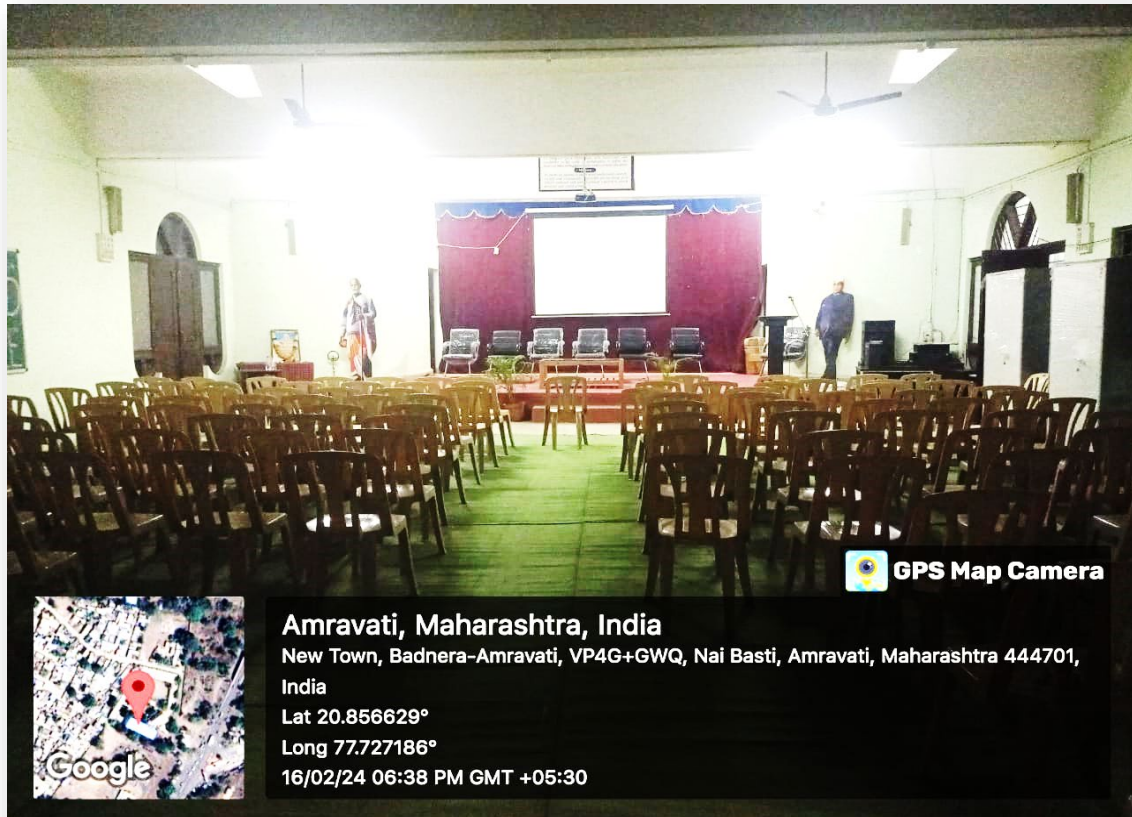 GPS Map Camera
Amravati, Maharashtra, India
New Town, Badnera-Amravati, VP4G+GWQ, Nai Basti, Amravati, Maharashtra 444701,
India
Lat 20.856629°
Long 77.727186°
16/02/24 06:38 PM GMT +05:30
Google